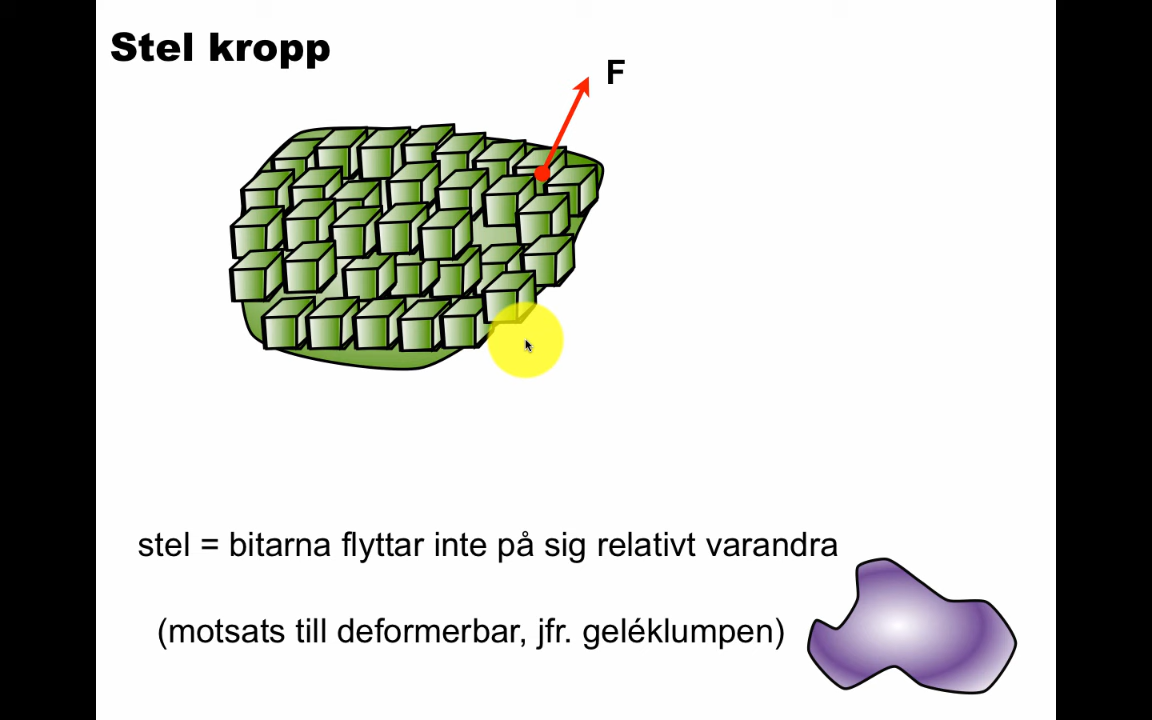 Stel kropp
F
stel = bitarna flyttar inte på sig relativt varandra
(motsats till deformerbar, jfr. geléklumpen)